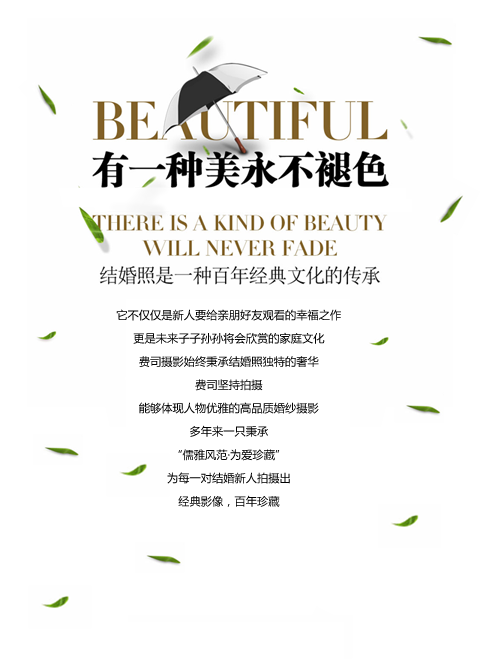 BEAUTIFUL
有一种美永不褪色
THERE IS A KIND OF BEAUTY
WILL NEVER FADE
结婚照是一种百年经典文化的传承
它不仅仅是新人要给亲朋好友观看的幸福之作
更是未来子子孙孙将会欣赏的家庭文化
费司摄影始终秉承结婚照独特的奢华
费司坚持拍摄
能够体现人物优雅的高品质婚纱摄影
多年来一只秉承
“儒雅风范·为爱珍藏”
为每一对结婚新人拍摄出
经典影像，百年珍藏